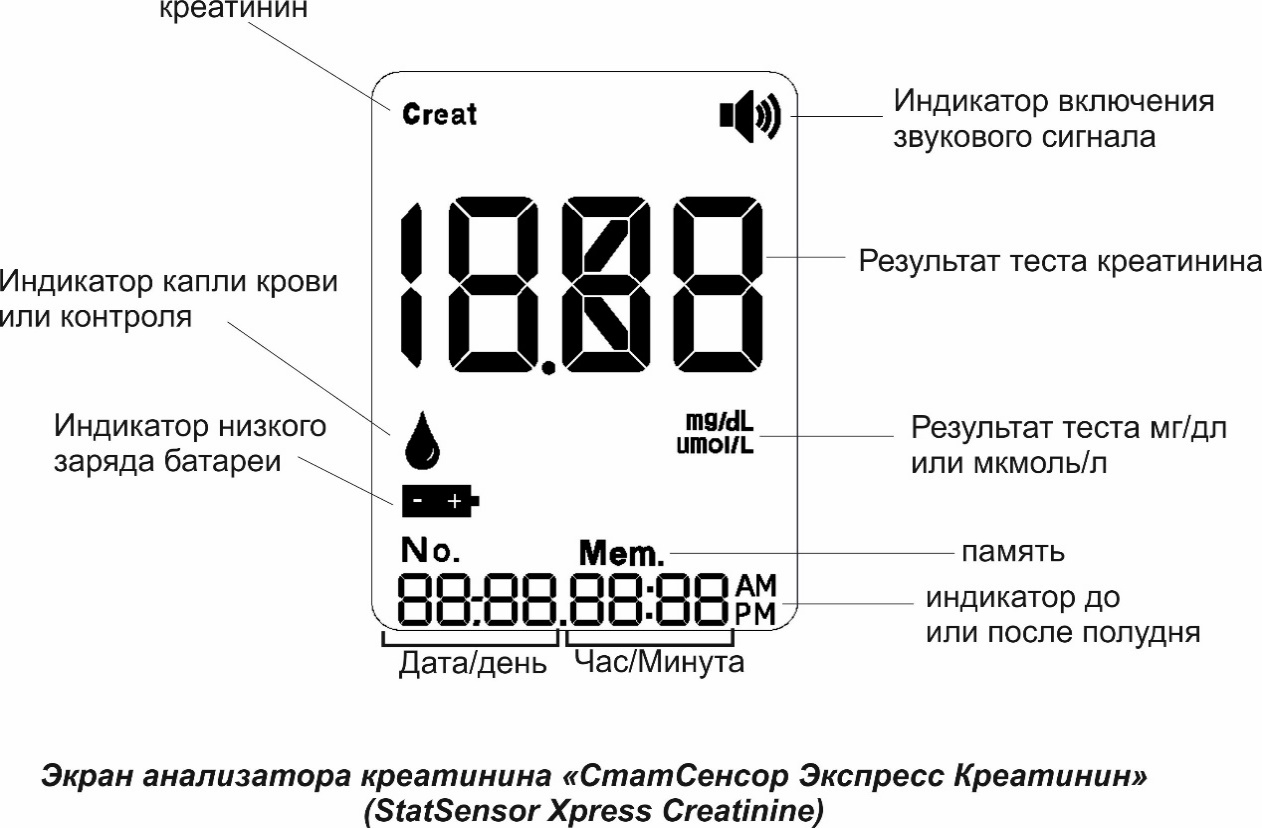 креатинин
Creat
Индикатор включения
звукового сигнала
18.88
Результат теста креатинина
Индикатор капли крови
или контроля
mg/dL
umol/L
Результат теста мг/дл
или мкмоль/л
Индикатор низкого
заряда батареи
- +
No.
Mem.
память
88:88.88:88
AM
PM
индикатор до
или после полудня
Дата/день
Час/Минута
Экран анализатора креатинина «СтатСенсор Экспресс Креатинин»
(StatSensor Xpress Creatinine)